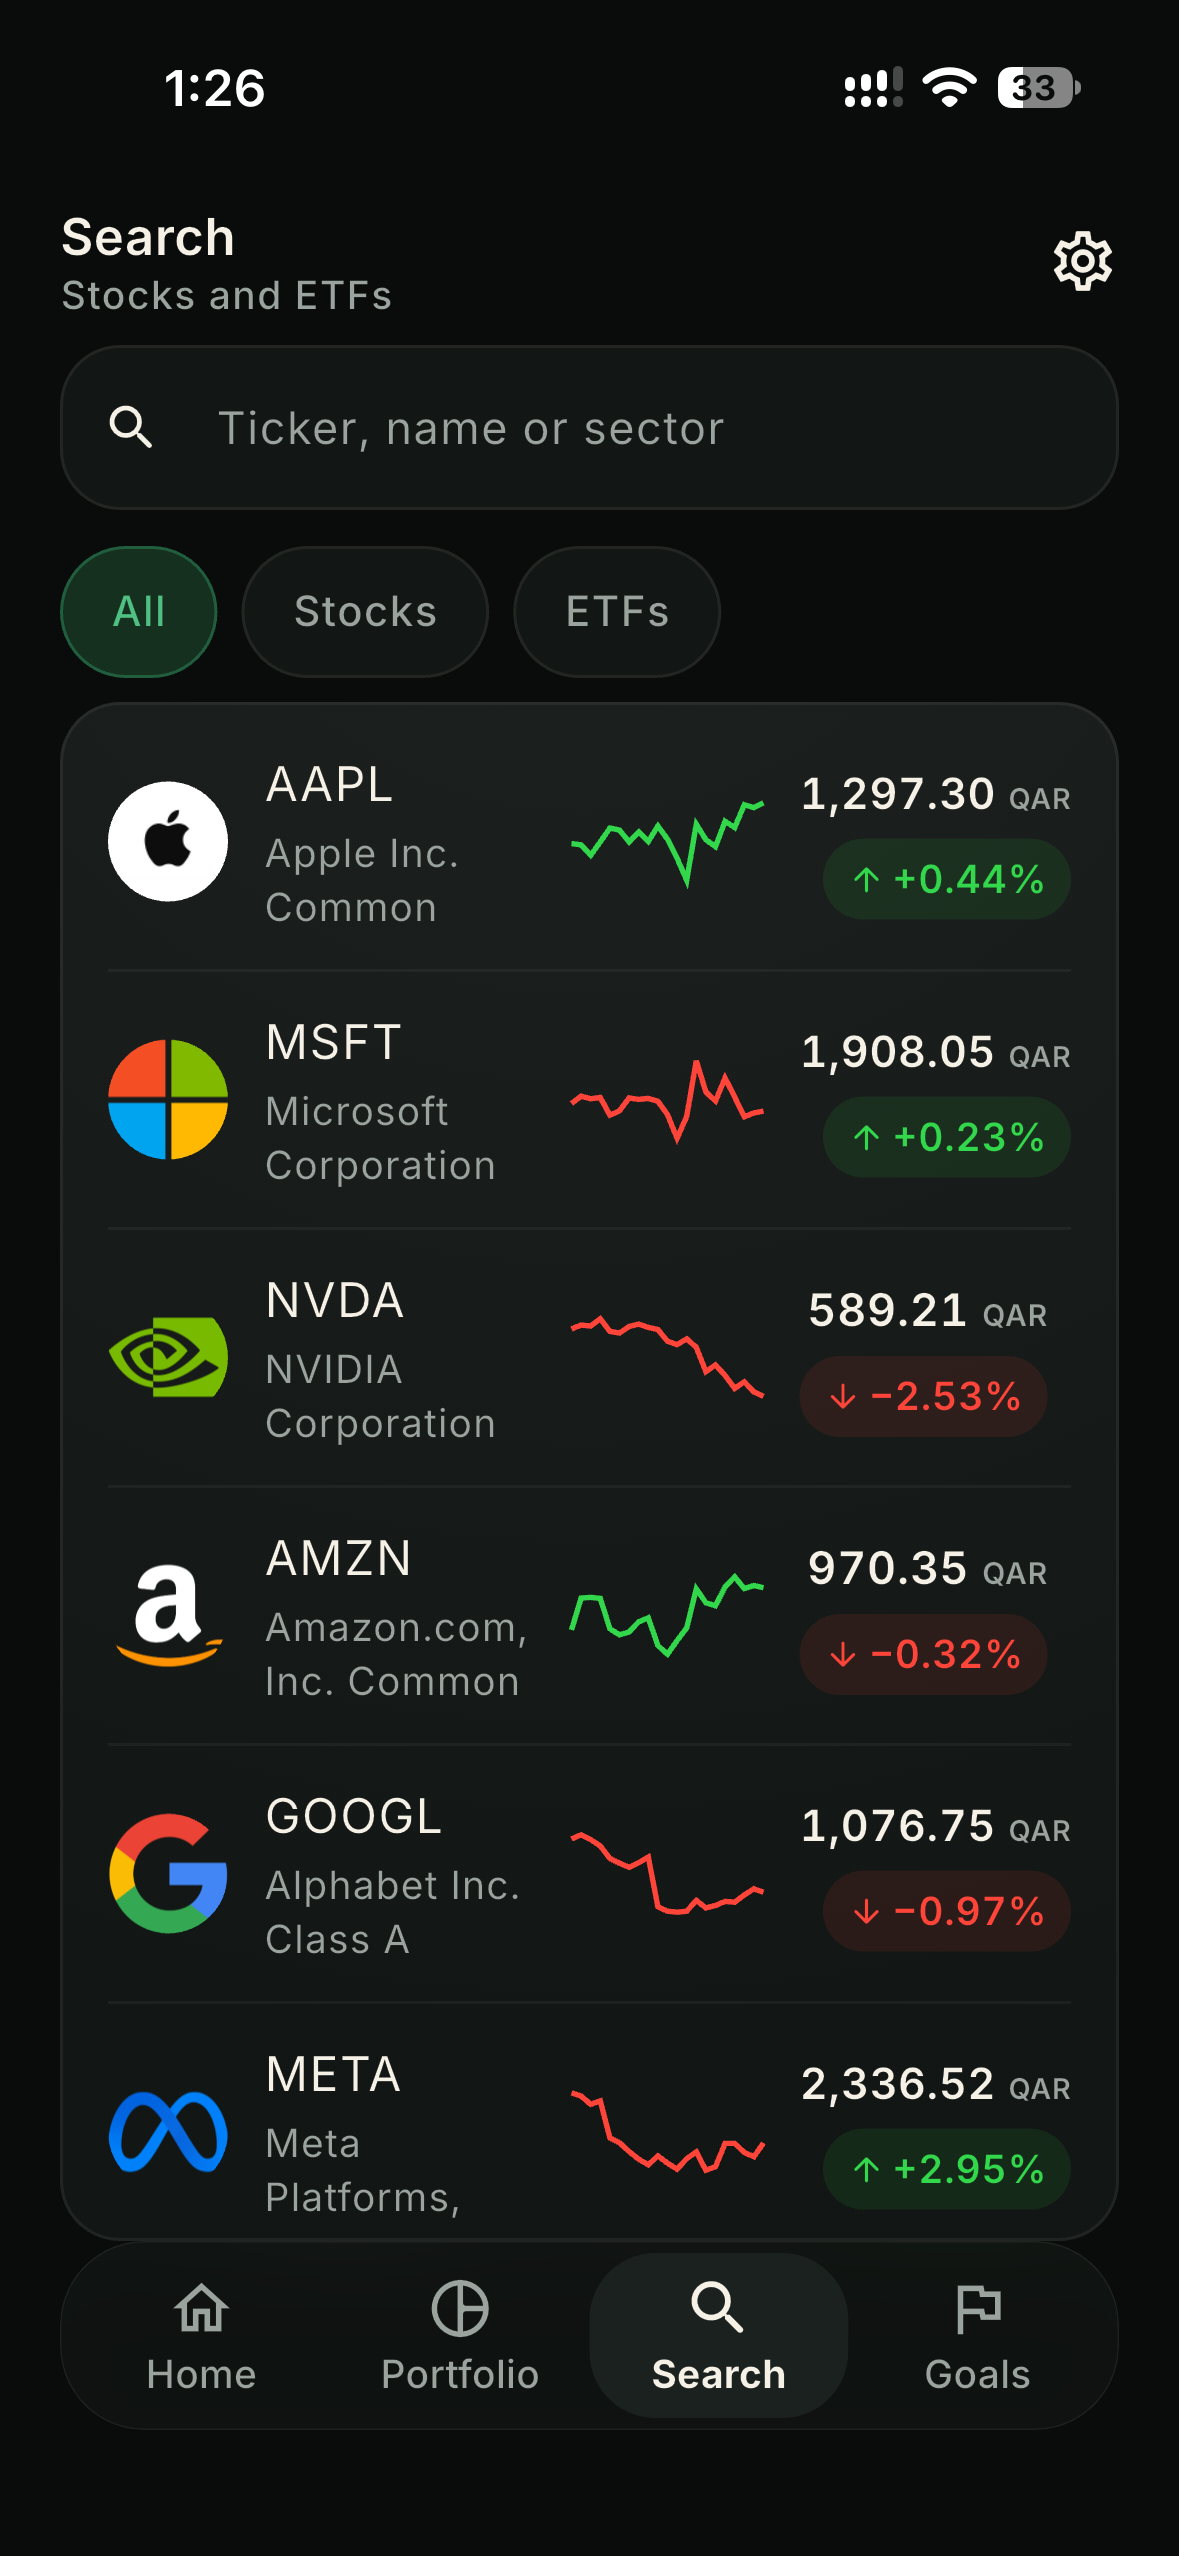 1:26
33
Search
Stocks and ETFs
Ticker, name or sector
All
Stocks
ETFs
AAPL
Apple Inc.
Common
1,297.30 QAR
↑ +0.44%
MSFT
Microsoft
Corporation
1,908.05 QAR
↑ +0.23%
NVDA
NVIDIA
Corporation
589.21 QAR
↓ −2.53%
AMZN
Amazon.com,
Inc. Common
970.35 QAR
↓ −0.32%
GOOGL
Alphabet Inc.
Class A
1,076.75 QAR
↓ −0.97%
META
Meta
Platforms,
2,336.52 QAR
↑ +2.95%
Home
Portfolio
Search
Goals